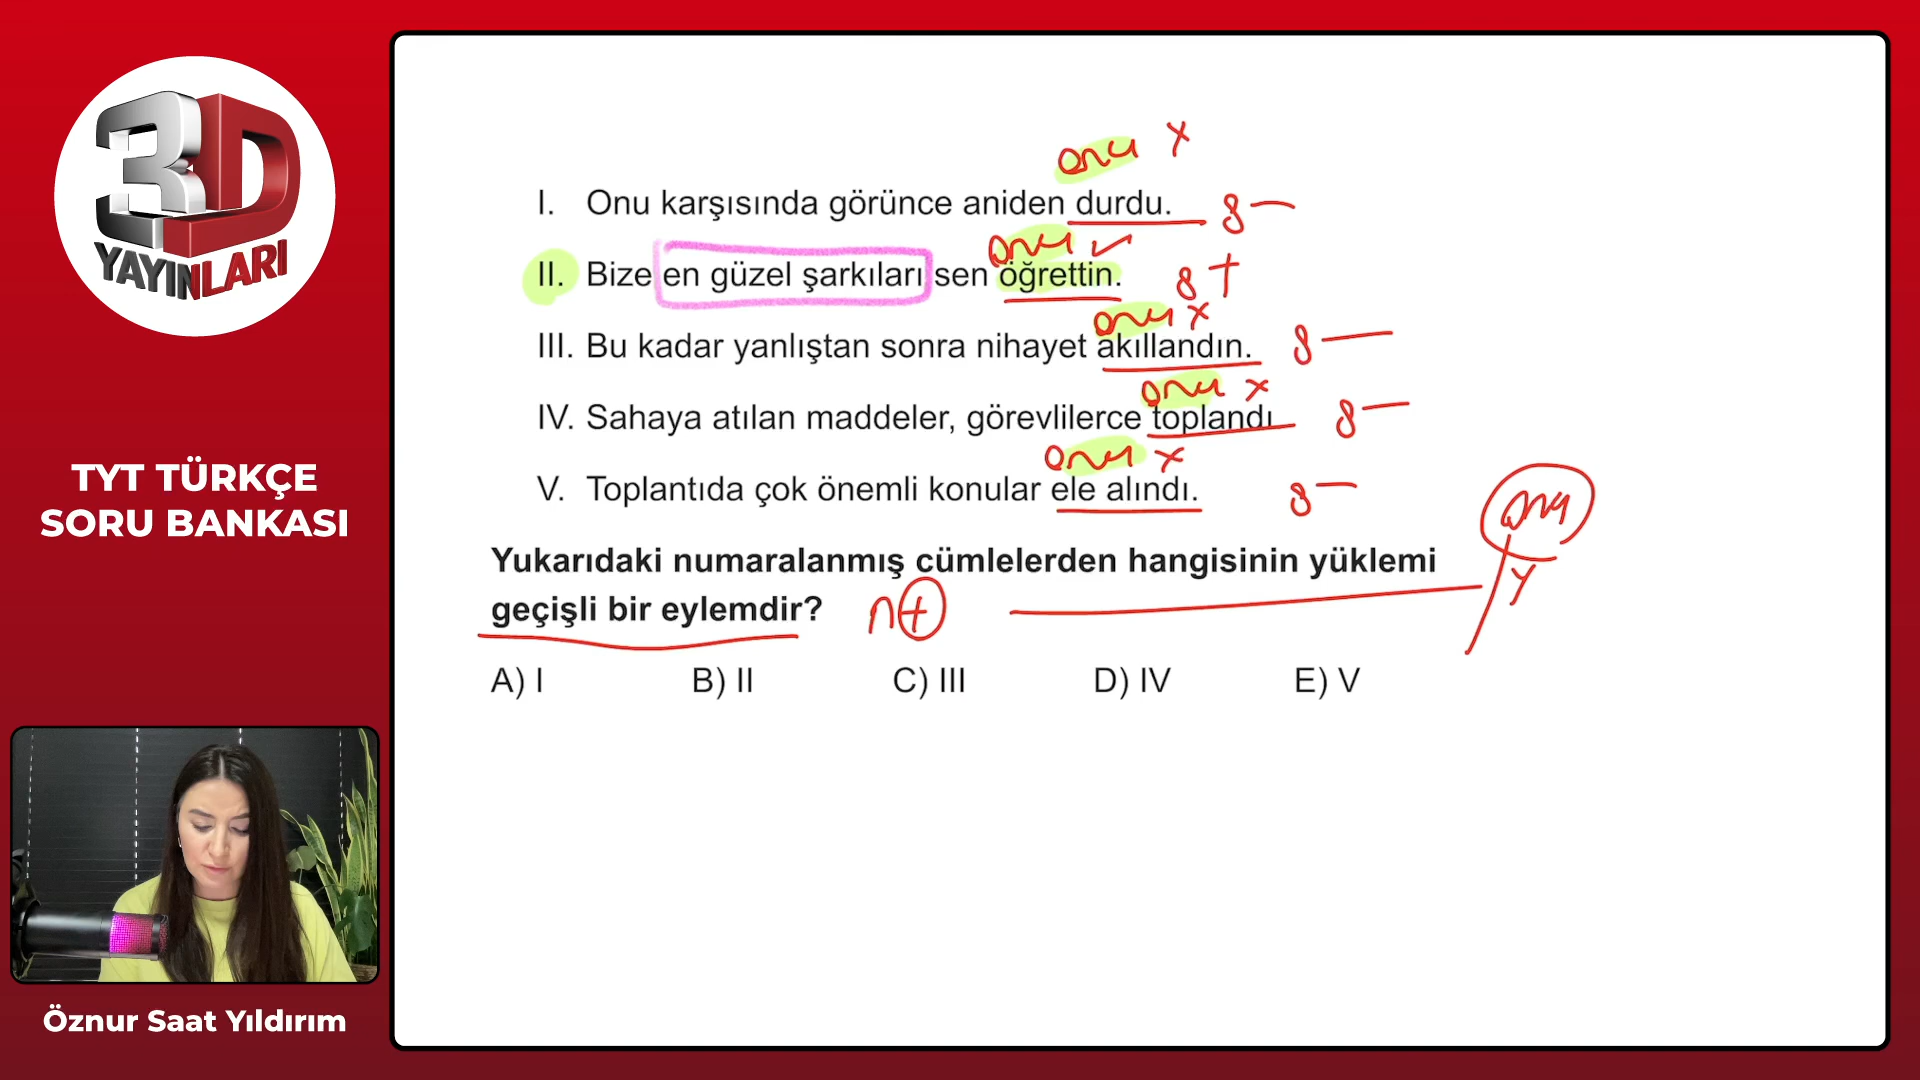 3D
YAYINLARI
TYT TÜRKÇE
SORU BANKASI
Öznur Saat Yıldırım
onu x
I. Onu karşısında görünce aniden durdu. g —
onu ✓
II. Bize en güzel şarkıları sen öğrettin. g +
onu x
III. Bu kadar yanlıştan sonra nihayet akıllandın. g —
onu x
IV. Sahaya atılan maddeler, görevlilerce toplandı g —
onu x
V. Toplantıda çok önemli konular ele alındı. g —
onu
Yukarıdaki numaralanmış cümlelerden hangisinin yüklemi
y
geçişli bir eylemdir? n +
A) I B) II C) III D) IV E) V